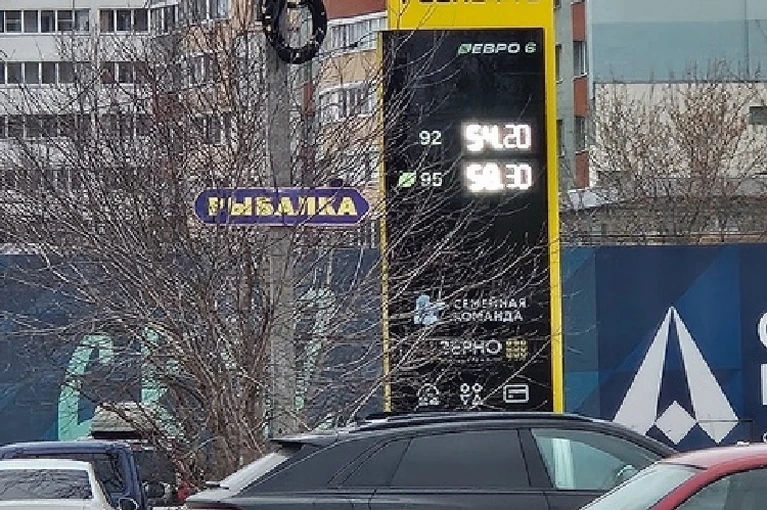 ЕВРО 6
92 54.20
95 58.30
РЫБАЛКА
СЕМЕЙНАЯ
КОМАНДА
ЗЕРНО